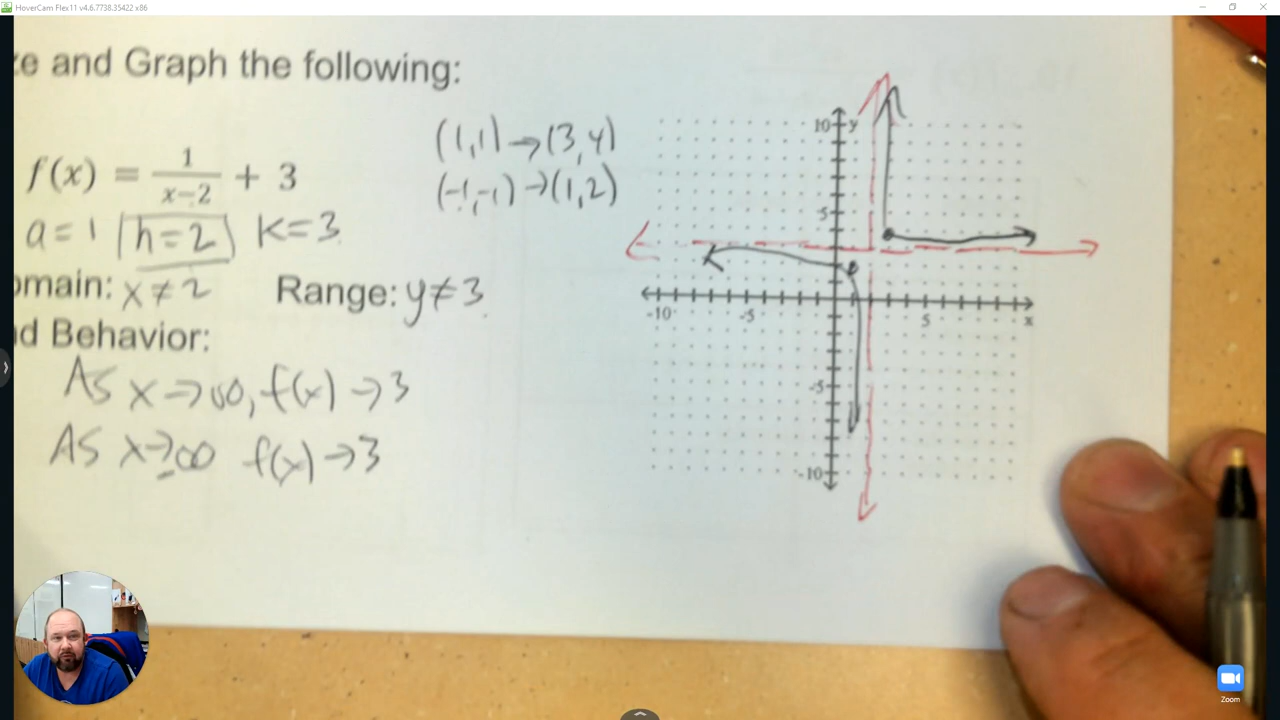 HoverCam Flex11 v4.6.7738.35422 x86
ze and Graph the following:
(1,1)→(3,4)
(-1,-1)→(1,2)
f(x) = 1/(x-2) + 3
a=1 h=2 K=3
omain: x≠2 Range: y≠3
nd Behavior:
As x→∞, f(x)→3
As x→-∞ f(x)→3
10 y
5
-10 -5 5 x
-5
-10
Zoom